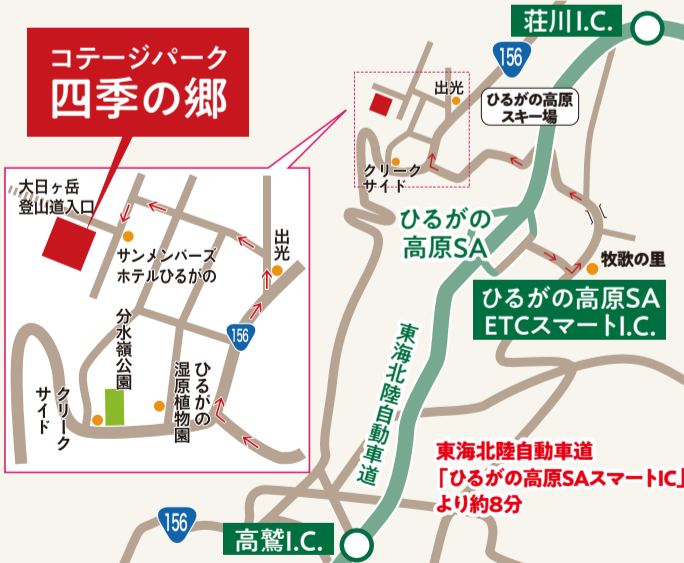 荘川I.C.
156
コテージパーク
四季の郷
出光
ひるがの高原
スキー場
クリーク
サイド
大日ヶ岳
登山道入口
サンメンバーズ
ホテルひるがの
出光
156
分水嶺公園
ひるがの
湿原植物園
クリーク
サイド
ひるがの
高原SA
牧歌の里
ひるがの高原SA
ETCスマートI.C.
東海北陸自動車道
東海北陸自動車道
「ひるがの高原SAスマートIC」
より約8分
156
高鷲I.C.